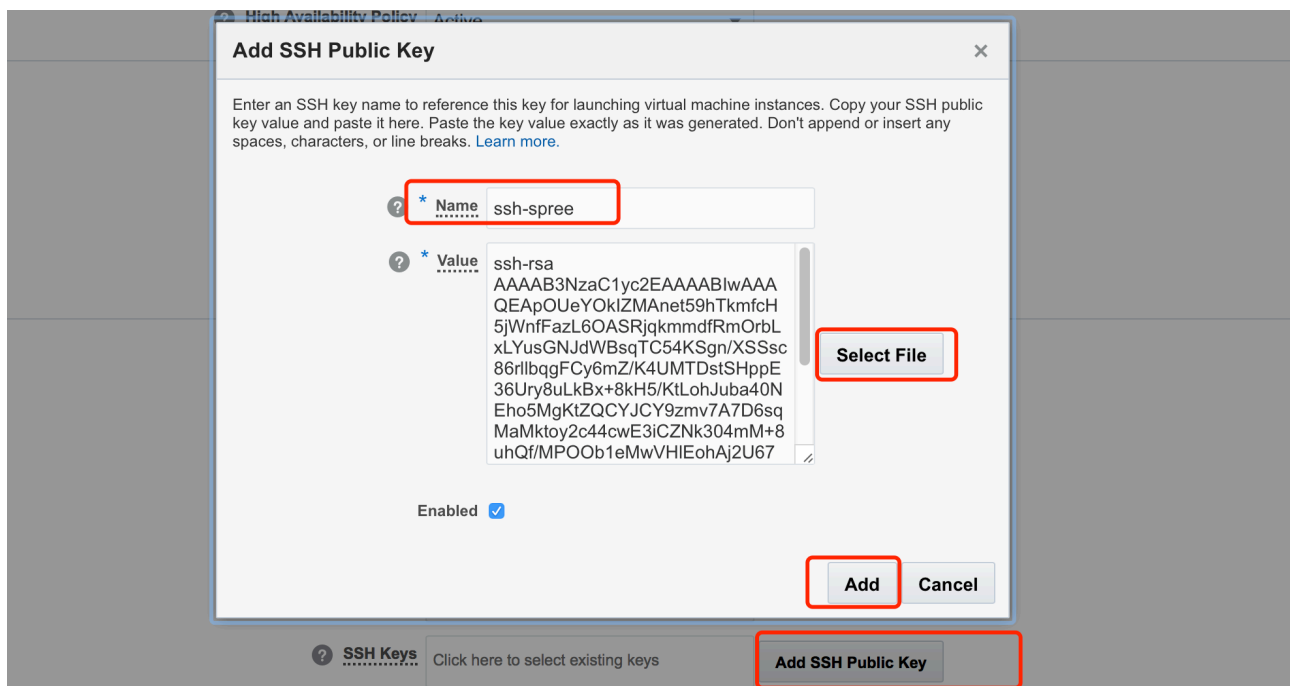 High Availability Policy Active
Add SSH Public Key ×
Enter an SSH key name to reference this key for launching virtual machine instances. Copy your SSH public
key value and paste it here. Paste the key value exactly as it was generated. Don't append or insert any
spaces, characters, or line breaks. Learn more.
? * Name ssh-spree
? * Value ssh-rsa
AAAAB3NzaC1yc2EAAAABIwAAA
QEApOUeYOkIZMAnet59hTkmfcH
5jWnfFazL6OASRjqkmmdfRmOrbL
xLYusGNJdWBsqTC54KSgn/XSSsc
86rllbqgFCy6mZ/K4UMTDstSHppE
36Ury8uLkBx+8kH5/KtLohJuba40N
Eho5MgKtZQCYJCY9zmv7A7D6sq
MaMktoy2c44cwE3iCZNk304mM+8
uhQf/MPOOb1eMwVHlEohAj2U67
Select File
Enabled
Add Cancel
? SSH Keys Click here to select existing keys Add SSH Public Key